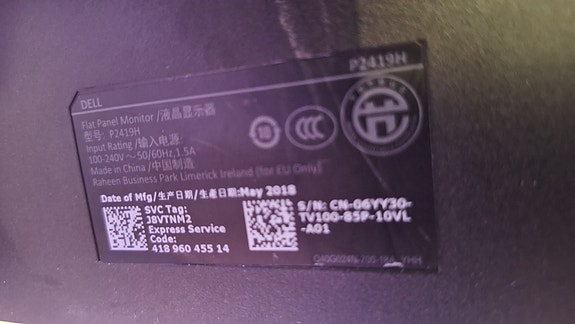 P2419H
DELL
Flat Panel Monitor /液晶显示器
型号: P2419H
Input Rating /输入电源:
100-240V ~ 50/60Hz, 1.5A
Made in China /中国制造
Raheen Business Park Limerick Ireland (for EU Only)
10
CCC
Date of Mfg/生产日期/生產日期:May 2018
SVC Tag:
JBVTNM2
Express Service
Code:
418 960 455 14
S/N: CN-06YY30-
TV100-85P-10VL
-A01